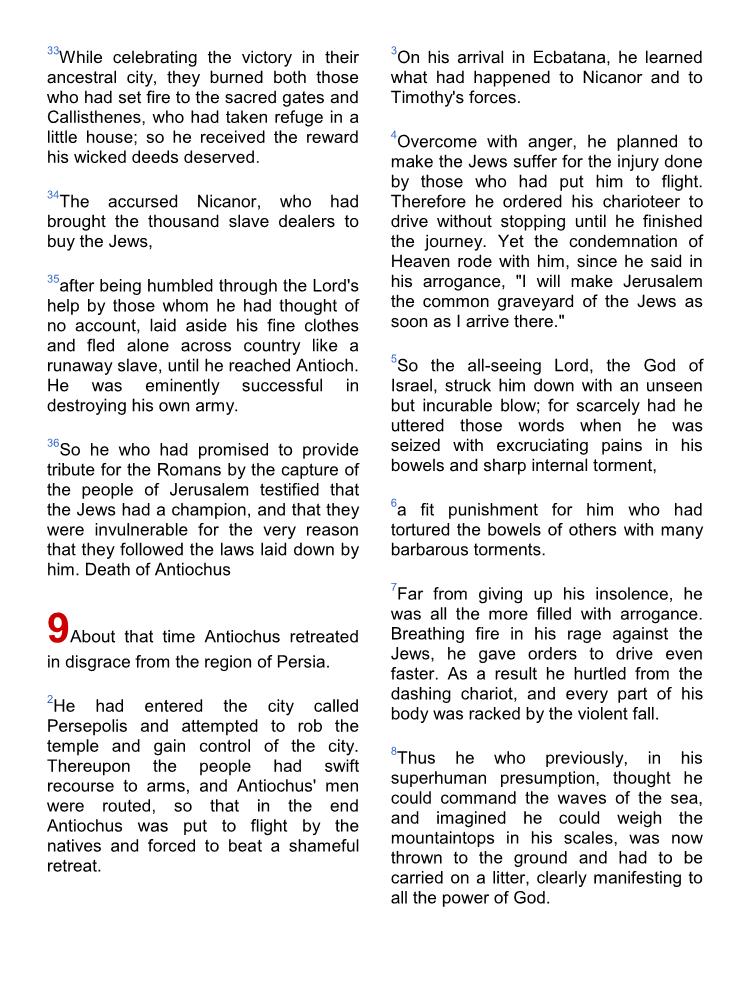 33While celebrating the victory in their
ancestral city, they burned both those
who had set fire to the sacred gates and
Callisthenes, who had taken refuge in a
little house; so he received the reward
his wicked deeds deserved.
34The accursed Nicanor, who had
brought the thousand slave dealers to
buy the Jews,
35after being humbled through the Lord's
help by those whom he had thought of
no account, laid aside his fine clothes
and fled alone across country like a
runaway slave, until he reached Antioch.
He was eminently successful in
destroying his own army.
36So he who had promised to provide
tribute for the Romans by the capture of
the people of Jerusalem testified that
the Jews had a champion, and that they
were invulnerable for the very reason
that they followed the laws laid down by
him. Death of Antiochus
9About that time Antiochus retreated
in disgrace from the region of Persia.
2He had entered the city called
Persepolis and attempted to rob the
temple and gain control of the city.
Thereupon the people had swift
recourse to arms, and Antiochus' men
were routed, so that in the end
Antiochus was put to flight by the
natives and forced to beat a shameful
retreat.
3On his arrival in Ecbatana, he learned
what had happened to Nicanor and to
Timothy's forces.
4Overcome with anger, he planned to
make the Jews suffer for the injury done
by those who had put him to flight.
Therefore he ordered his charioteer to
drive without stopping until he finished
the journey. Yet the condemnation of
Heaven rode with him, since he said in
his arrogance, "I will make Jerusalem
the common graveyard of the Jews as
soon as I arrive there."
5So the all-seeing Lord, the God of
Israel, struck him down with an unseen
but incurable blow; for scarcely had he
uttered those words when he was
seized with excruciating pains in his
bowels and sharp internal torment,
6a fit punishment for him who had
tortured the bowels of others with many
barbarous torments.
7Far from giving up his insolence, he
was all the more filled with arrogance.
Breathing fire in his rage against the
Jews, he gave orders to drive even
faster. As a result he hurtled from the
dashing chariot, and every part of his
body was racked by the violent fall.
8Thus he who previously, in his
superhuman presumption, thought he
could command the waves of the sea,
and imagined he could weigh the
mountaintops in his scales, was now
thrown to the ground and had to be
carried on a litter, clearly manifesting to
all the power of God.